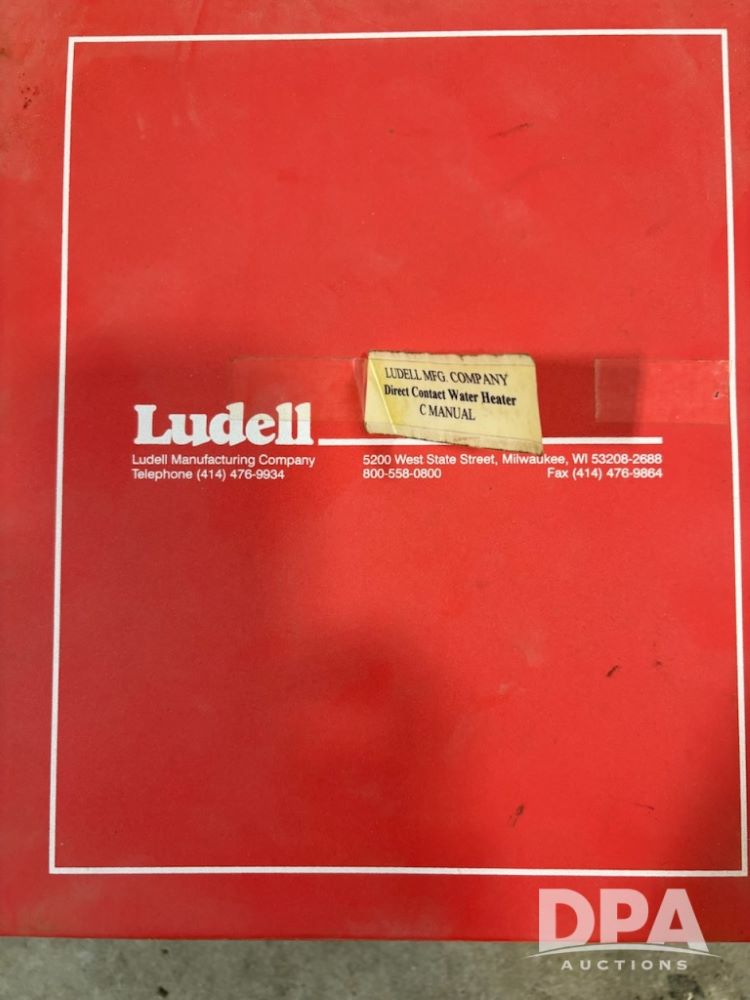 LUDELL MFG. COMPANY
Direct Contact Water Heater
C MANUAL
Ludell
Ludell Manufacturing Company
Telephone (414) 476-9934
5200 West State Street, Milwaukee, WI 53208-2688
800-558-0800 Fax (414) 476-9864
DPA
AUCTIONS